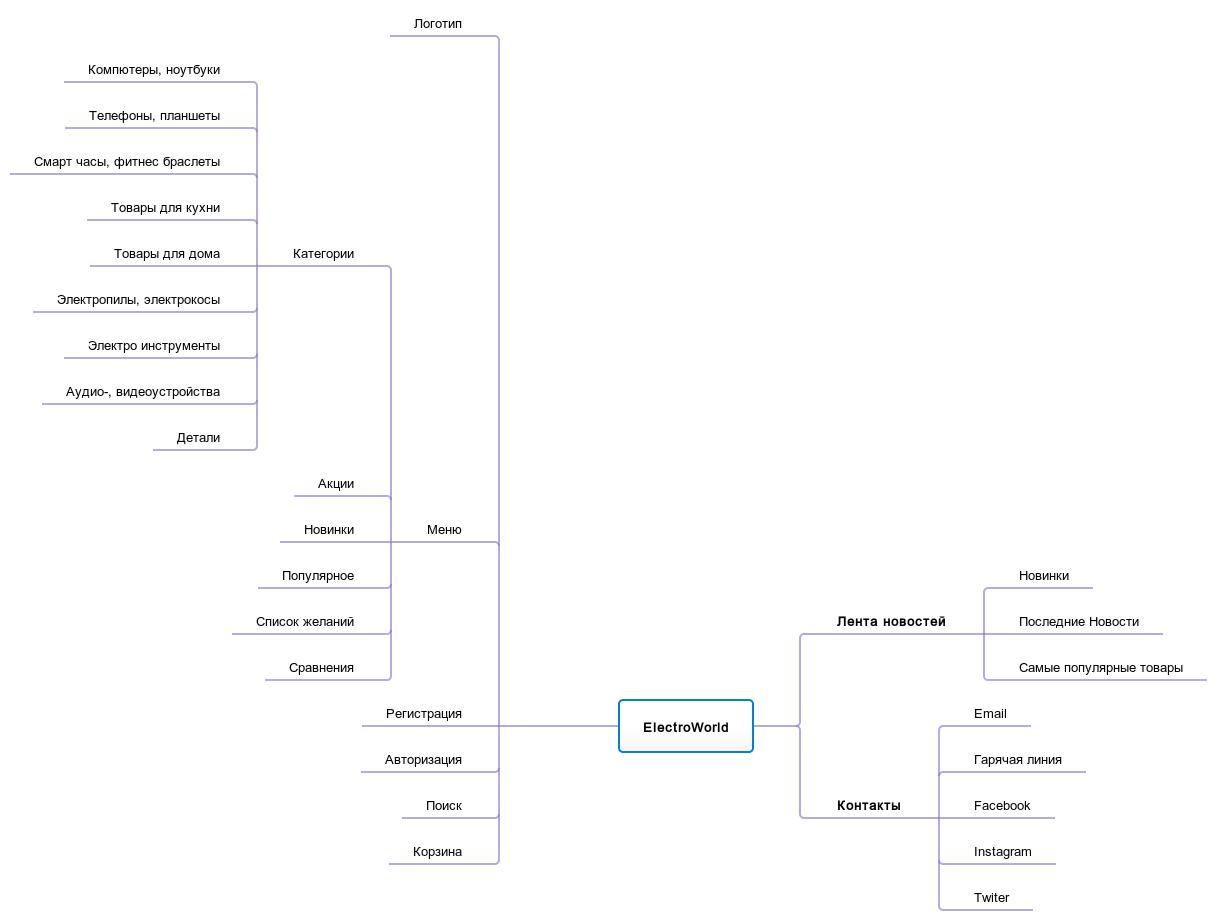 Логотип
Компютеры, ноутбуки
Телефоны, планшеты
Смарт часы, фитнес браслеты
Товары для кухни
Товары для дома
Категории
Электропилы, электрокосы
Электро инструменты
Аудио-, видеоустройства
Детали
Акции
Новинки
Меню
Популярное
Список желаний
Сравнения
Регистрация
Авторизация
Поиск
Корзина
ElectroWorld
Лента новостей
Новинки
Последние Новости
Самые популярные товары
Контакты
Email
Гарячая линия
Facebook
Instagram
Twiter